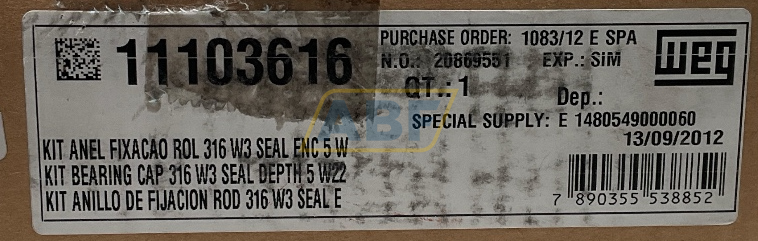 11103616
PURCHASE ORDER: 1083/12 E SPA
N.O.: 20869551 EXP.: SiM
QT.: 1
Dep.:
WEG
SPECIAL SUPPLY: E 1480549000060
13/09/2012
ABF
KIT ANEL FIXACAO ROL 316 W3 SEAL ENC 5 W
KIT BEARING CAP 316 W3 SEAL DEPTH 5 W22
KIT ANILLO DE FIJACION ROD 316 W3 SEAL E
7 890355 538852